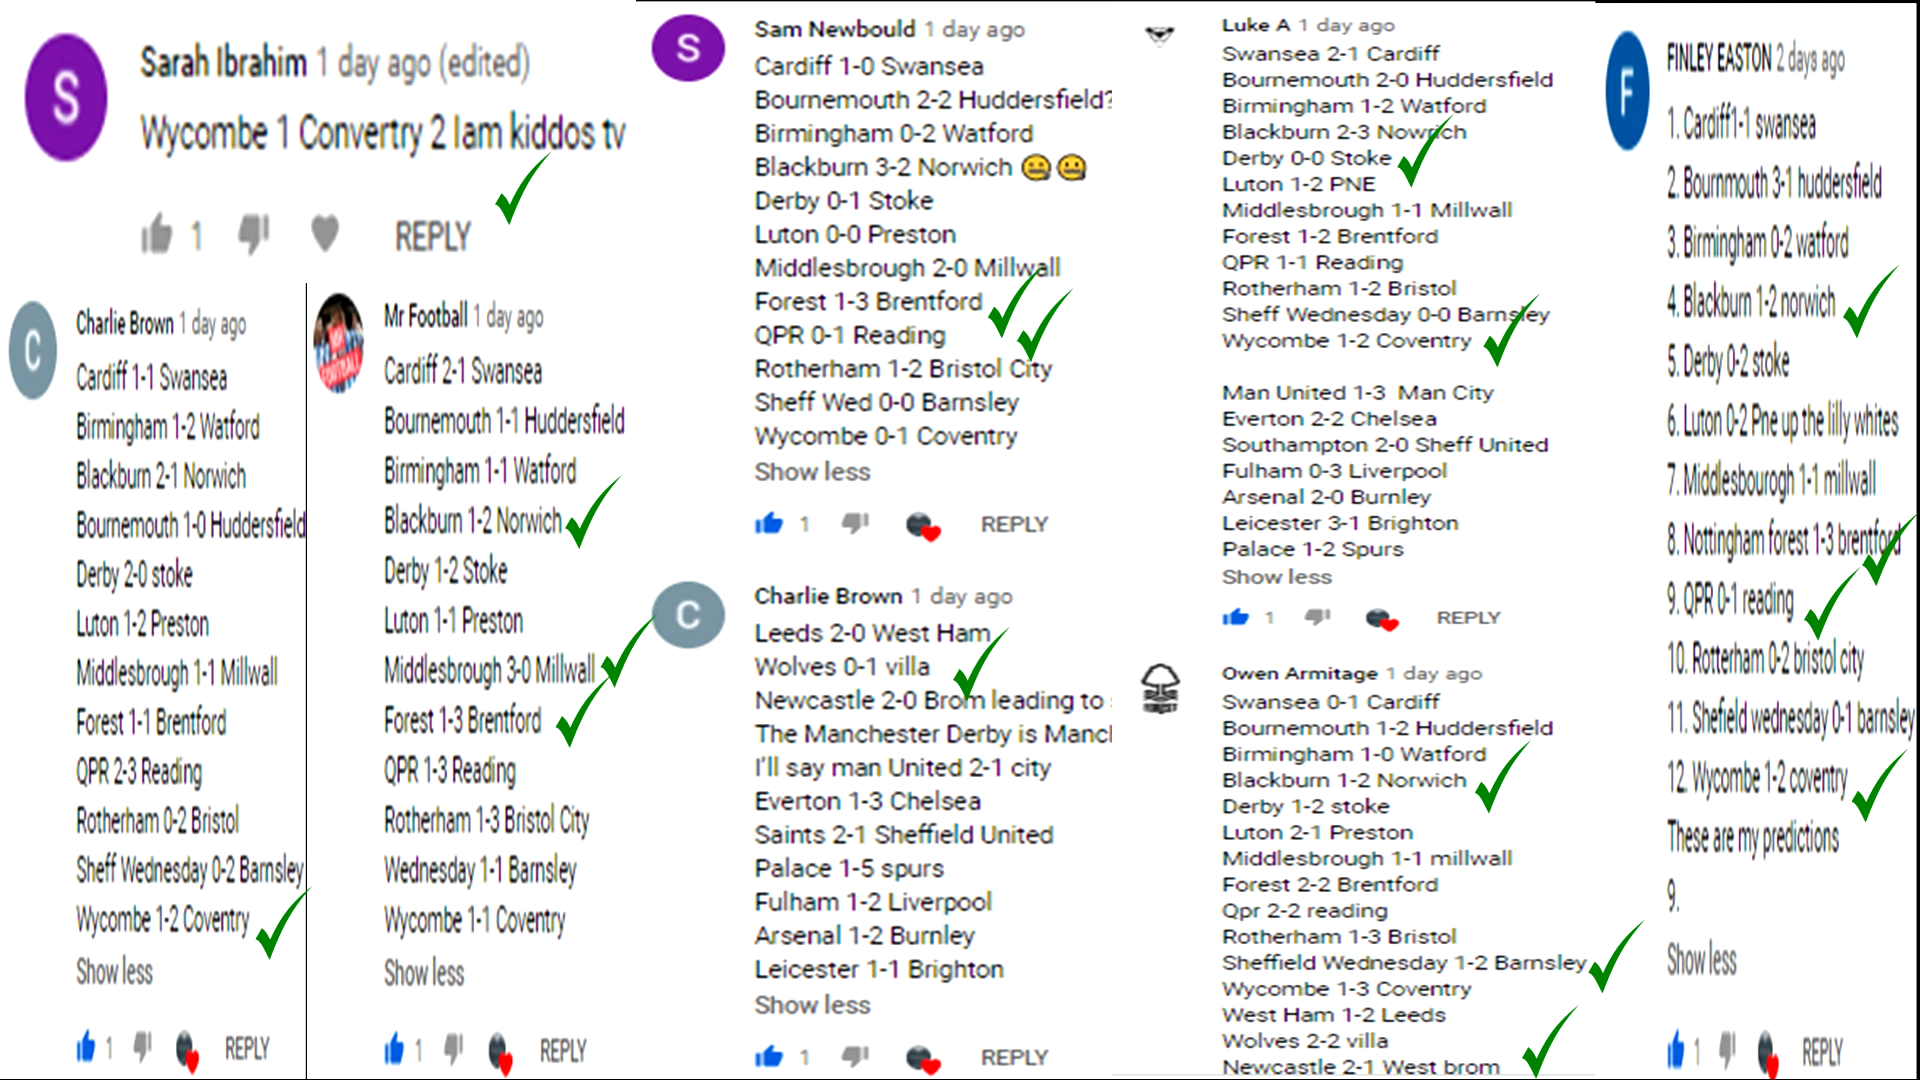 S
Sarah Ibrahim 1 day ago (edited)
Wycombe 1 Convertry 2 Iam kiddos tv
1 REPLY
C
Charlie Brown 1 day ago
Cardiff 1-1 Swansea
Birmingham 1-2 Watford
Blackburn 2-1 Norwich
Bournemouth 1-0 Huddersfield
Derby 2-0 stoke
Luton 1-2 Preston
Middlesbrough 1-1 Millwall
Forest 1-1 Brentford
QPR 2-3 Reading
Rotherham 0-2 Bristol
Sheff Wednesday 0-2 Barnsley
Wycombe 1-2 Coventry
Show less
1 REPLY
Mr Football 1 day ago
Cardiff 2-1 Swansea
Bournemouth 1-1 Huddersfield
Birmingham 1-1 Watford
Blackburn 1-2 Norwich
Derby 1-2 Stoke
Luton 1-1 Preston
Middlesbrough 3-0 Millwall
Forest 1-3 Brentford
QPR 1-3 Reading
Rotherham 1-3 Bristol City
Wednesday 1-1 Barnsley
Wycombe 1-1 Coventry
Show less
1 REPLY
S
Sam Newbould 1 day ago
Cardiff 1-0 Swansea
Bournemouth 2-2 Huddersfield?
Birmingham 0-2 Watford
Blackburn 3-2 Norwich 🤐🤐
Derby 0-1 Stoke
Luton 0-0 Preston
Middlesbrough 2-0 Millwall
Forest 1-3 Brentford
QPR 0-1 Reading
Rotherham 1-2 Bristol City
Sheff Wed 0-0 Barnsley
Wycombe 0-1 Coventry
Show less
1 REPLY
C
Charlie Brown 1 day ago
Leeds 2-0 West Ham
Wolves 0-1 villa
Newcastle 2-0 Brom leading to
The Manchester Derby is Manc
I'll say man United 2-1 city
Everton 1-3 Chelsea
Saints 2-1 Sheffield United
Palace 1-5 spurs
Fulham 1-2 Liverpool
Arsenal 1-2 Burnley
Leicester 1-1 Brighton
Show less
1 REPLY
Luke A 1 day ago
Swansea 2-1 Cardiff
Bournemouth 2-0 Huddersfield
Birmingham 1-2 Watford
Blackburn 2-3 Nowrich
Derby 0-0 Stoke
Luton 1-2 PNE
Middlesbrough 1-1 Millwall
Forest 1-2 Brentford
QPR 1-1 Reading
Rotherham 1-2 Bristol
Sheff Wednesday 0-0 Barnsley
Wycombe 1-2 Coventry
Man United 1-3 Man City
Everton 2-2 Chelsea
Southampton 2-0 Sheff United
Fulham 0-3 Liverpool
Arsenal 2-0 Burnley
Leicester 3-1 Brighton
Palace 1-2 Spurs
Show less
1 REPLY
FOREST
Owen Armitage 1 day ago
Swansea 0-1 Cardiff
Bournemouth 1-2 Huddersfield
Birmingham 1-0 Watford
Blackburn 1-2 Norwich
Derby 1-2 stoke
Luton 2-1 Preston
Middlesbrough 1-1 millwall
Forest 2-2 Brentford
Qpr 2-2 reading
Rotherham 1-3 Bristol
Sheffield Wednesday 1-2 Barnsley
Wycombe 1-3 Coventry
West Ham 1-2 Leeds
Wolves 2-2 villa
Newcastle 2-1 West brom
F
FINLEY EASTON 2 days ago
1. Cardiff1-1 swansea
2. Bournmouth 3-1 huddersfield
3. Birmingham 0-2 watford
4. Blackburn 1-2 norwich
5. Derby 0-2 stoke
6. Luton 0-2 Pne up the lilly whites
7. Middlesbourogh 1-1 millwall
8. Nottingham forest 1-3 brentford
9. QPR 0-1 reading
10. Rotterham 0-2 bristol city
11. Shefield wednesday 0-1 barnsley
12. Wycombe 1-2 coventry
These are my predictions
9.
Show less
1 REPLY